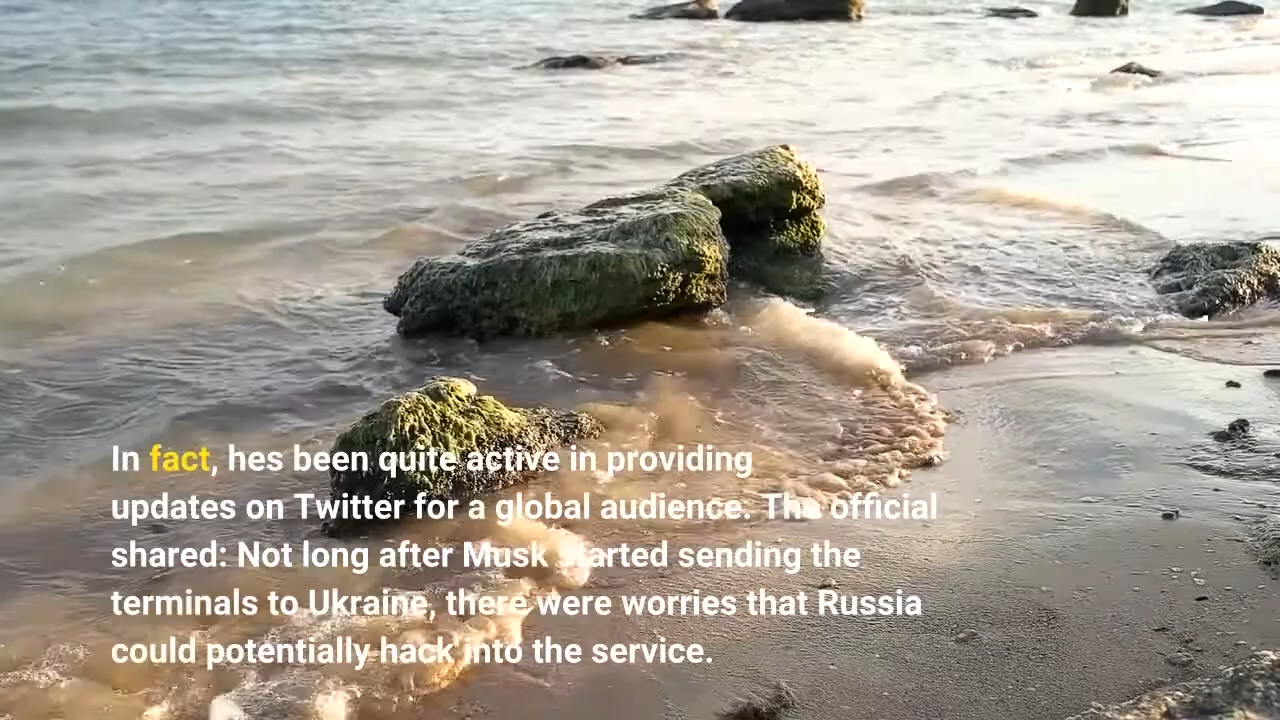 In fact, hes been quite active in providing
updates on Twitter for a global audience. The official
shared: Not long after Musk started sending the
terminals to Ukraine, there were worries that Russia
could potentially hack into the service.